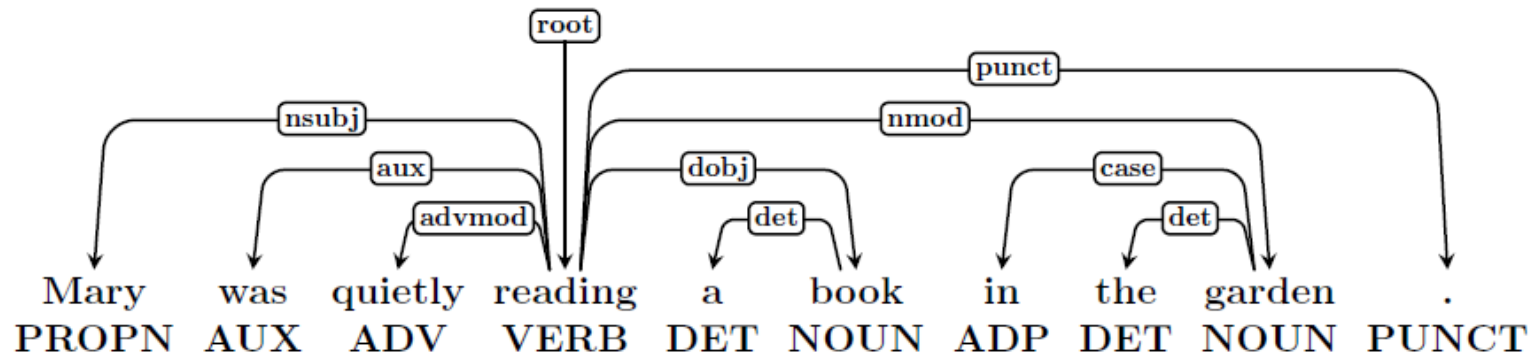 root
punct
nsubj nmod
aux dobj case
advmod det det
Mary was quietly reading a book in the garden .
PROPN AUX ADV VERB DET NOUN ADP DET NOUN PUNCT